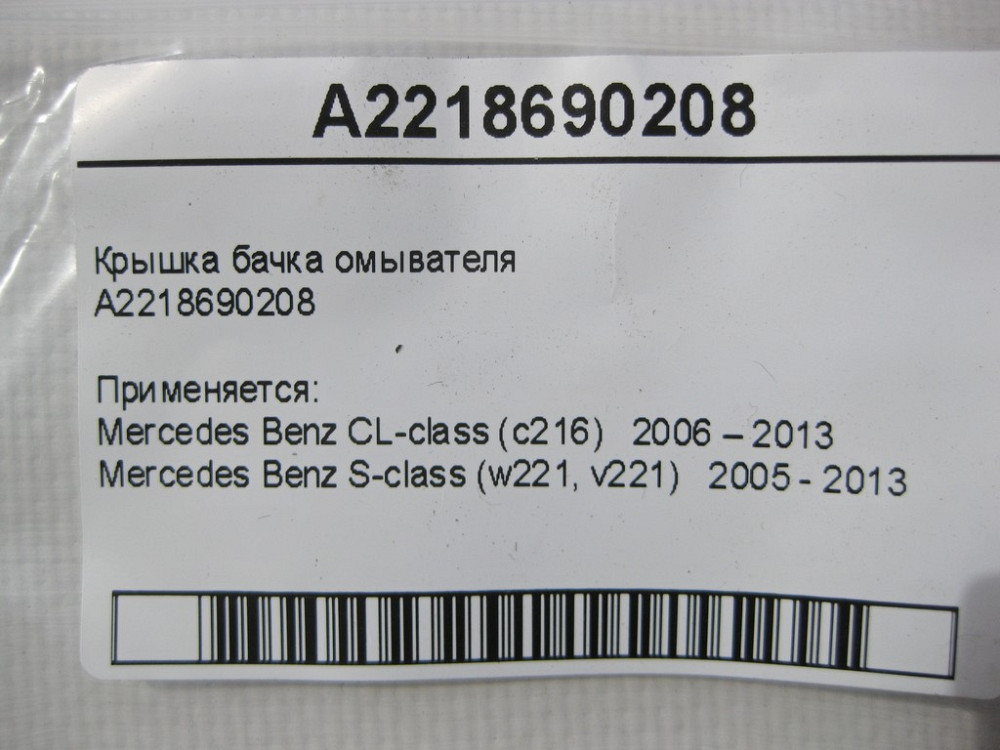 A2218690208
Крышка бачка омывателя
A2218690208
Применяется:
Mercedes Benz CL-class (c216) 2006 – 2013
Mercedes Benz S-class (w221, v221) 2005 - 2013